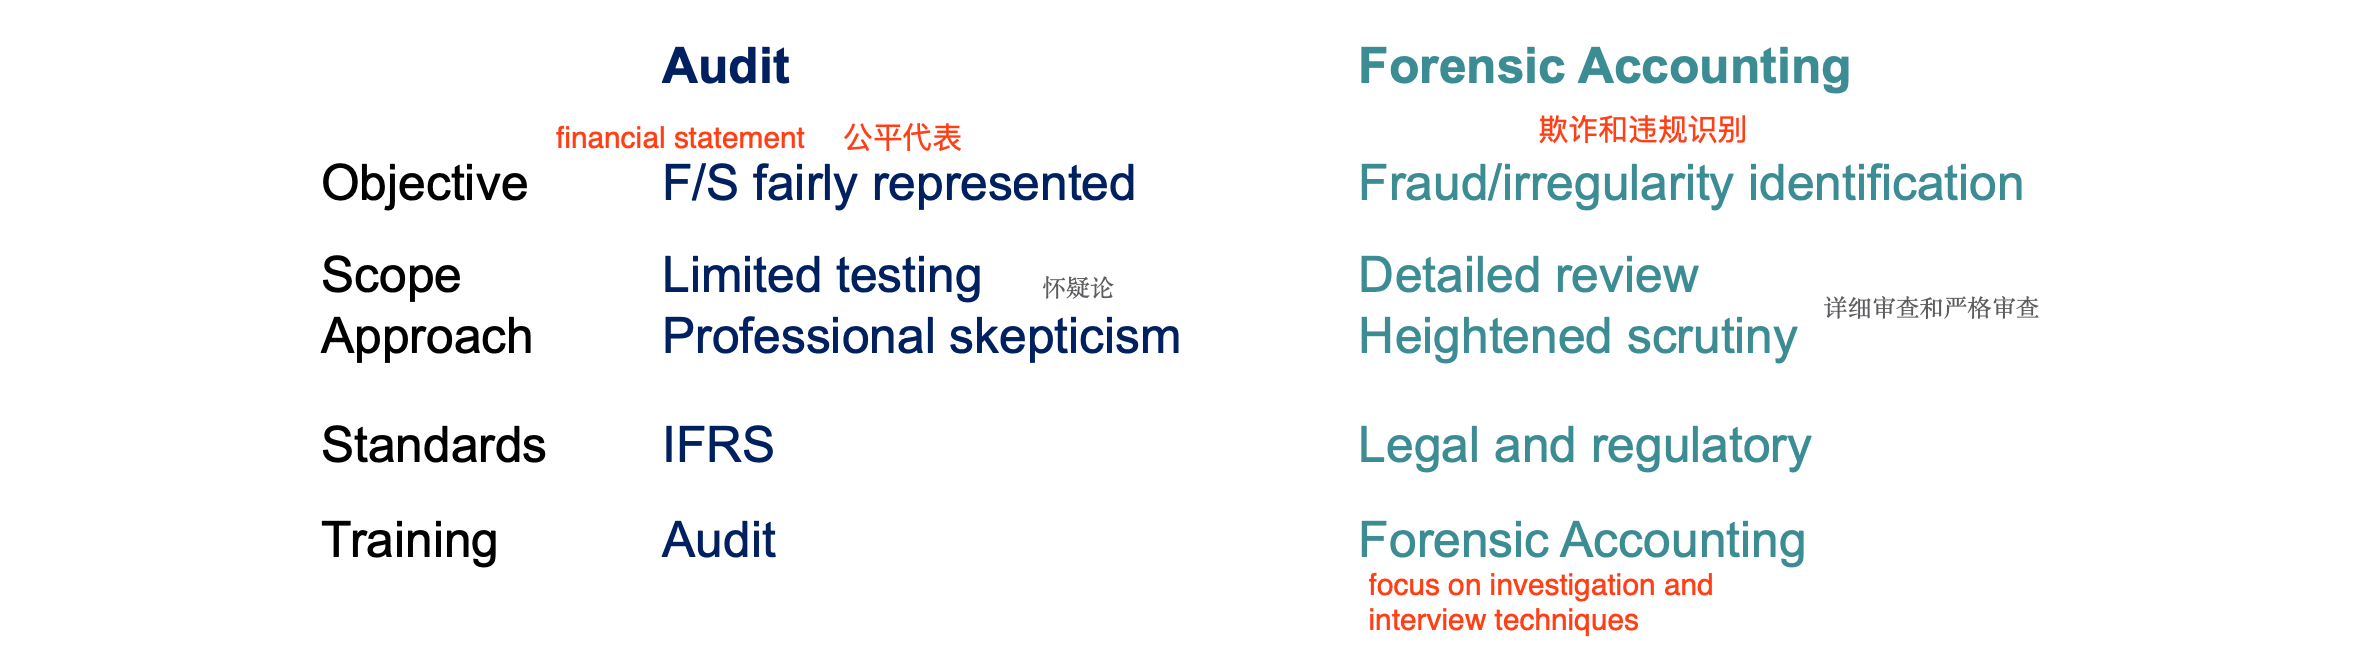 Audit Forensic Accounting
financial statement 公平代表 欺诈和违规识别
Objective F/S fairly represented Fraud/irregularity identification
Scope Limited testing 怀疑论 Detailed review
详细审查和严格审查
Approach Professional skepticism Heightened scrutiny
Standards IFRS Legal and regulatory
Training Audit Forensic Accounting
focus on investigation and
interview techniques